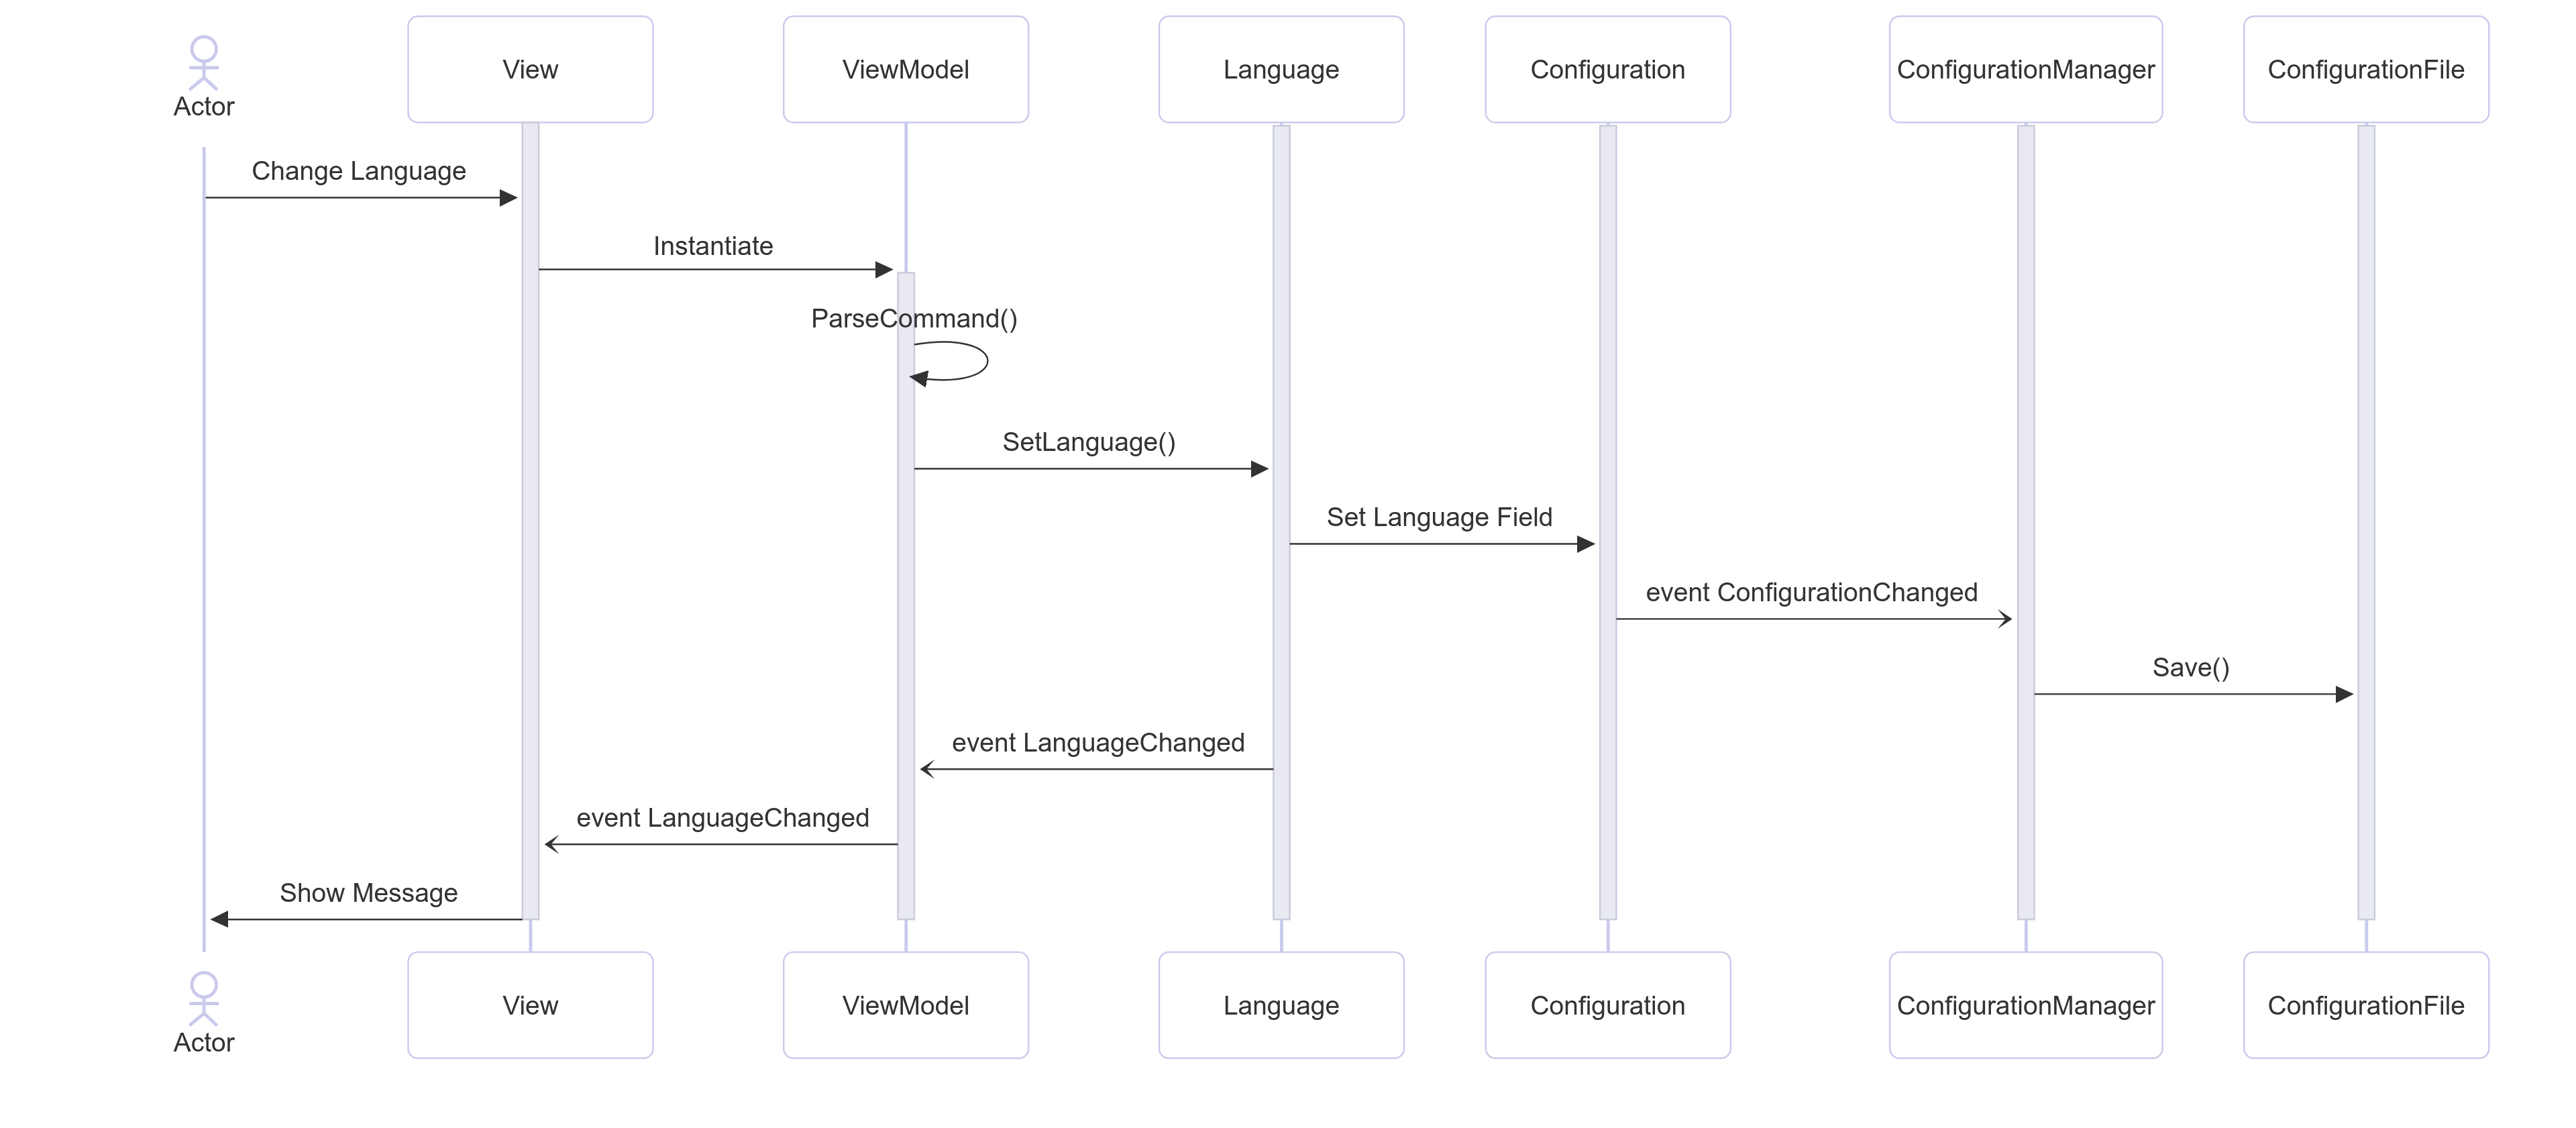 Actor
View
ViewModel
Language
Configuration
ConfigurationManager
ConfigurationFile
Change Language
Instantiate
ParseCommand()
SetLanguage()
Set Language Field
event ConfigurationChanged
Save()
event LanguageChanged
event LanguageChanged
Show Message
Actor
View
ViewModel
Language
Configuration
ConfigurationManager
ConfigurationFile